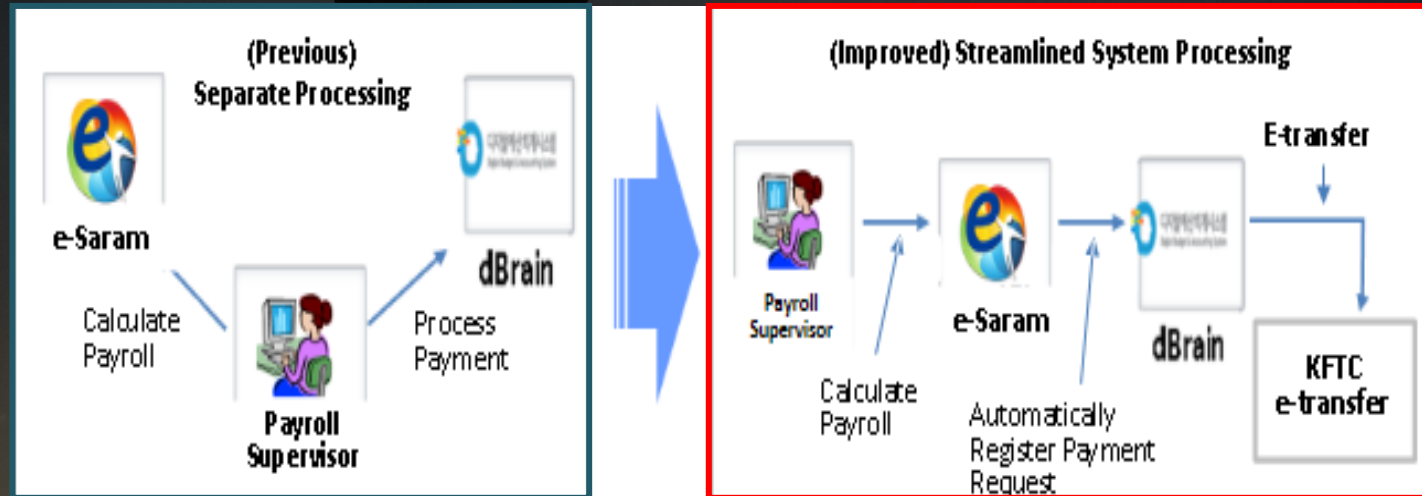 (Previous)
Separate Processing
e
e-Saram
dBrain
Calculate
Payroll
Process
Payment
Payroll
Supervisor
(Improved) Streamlined System Processing
E-transfer
Payroll
Supervisor
e
e-Saram
dBrain
KFTC
e-transfer
Calculate
Payroll
Automatically
Register Payment
Request